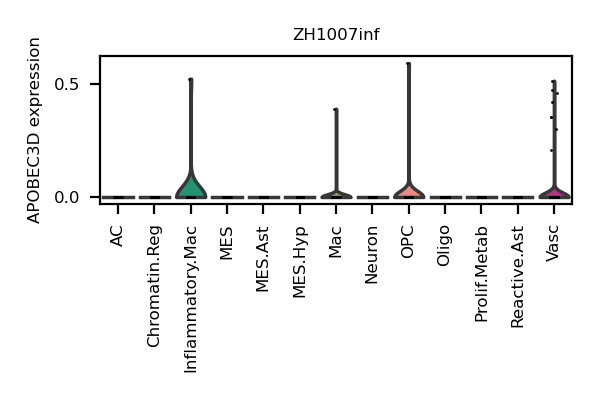 ZH1007inf
APOBEC3D expression
0.5
0.0
AC
Chromatin.Reg
Inflammatory.Mac
MES
MES.Ast
MES.Hyp
Mac
Neuron
OPC
Oligo
Prolif.Metab
Reactive.Ast
Vasc